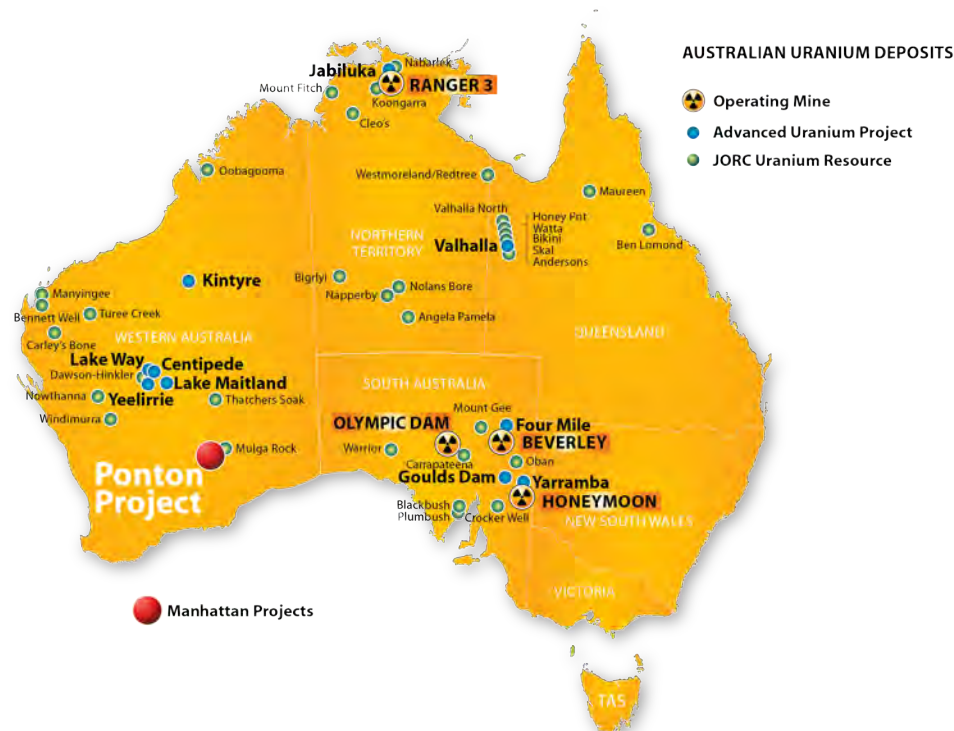 AUSTRALIAN URANIUM DEPOSITS
Operating Mine
Advanced Uranium Project
JORC Uranium Resource
Jabiluka
Nabarlek
RANGER 3
Mount Fitch
Koongarra
Cleo's
Oobagooma
Westmoreland/Redtree
Maureen
Valhalla North
Honey Pot
Watta
Bikini
Skal
Andersons
NORTHERN
TERRITORY
Valhalla
Ben Lomond
Kintyre
Bigrlyi
Nolans Bore
Napperby
Manyingee
Bennett Well
Turee Creek
Angela Pamela
WESTERN AUSTRALIA
QUEENSLAND
Carley's Bone
Lake Way
Centipede
Dawson-Hinkler
Lake Maitland
SOUTH AUSTRALIA
Nowthanna
Yeelirrie
Thatchers Soak
Mount Gee
Windimurra
OLYMPIC DAM
Four Mile
BEVERLEY
Warrior
Mulga Rock
Carrapateena
Oban
Ponton
Project
Goulds Dam
Yarramba
HONEYMOON
Blackbush
Plumbush
Crocker Well
NEW SOUTH WALES
VICTORIA
Manhattan Projects
TAS